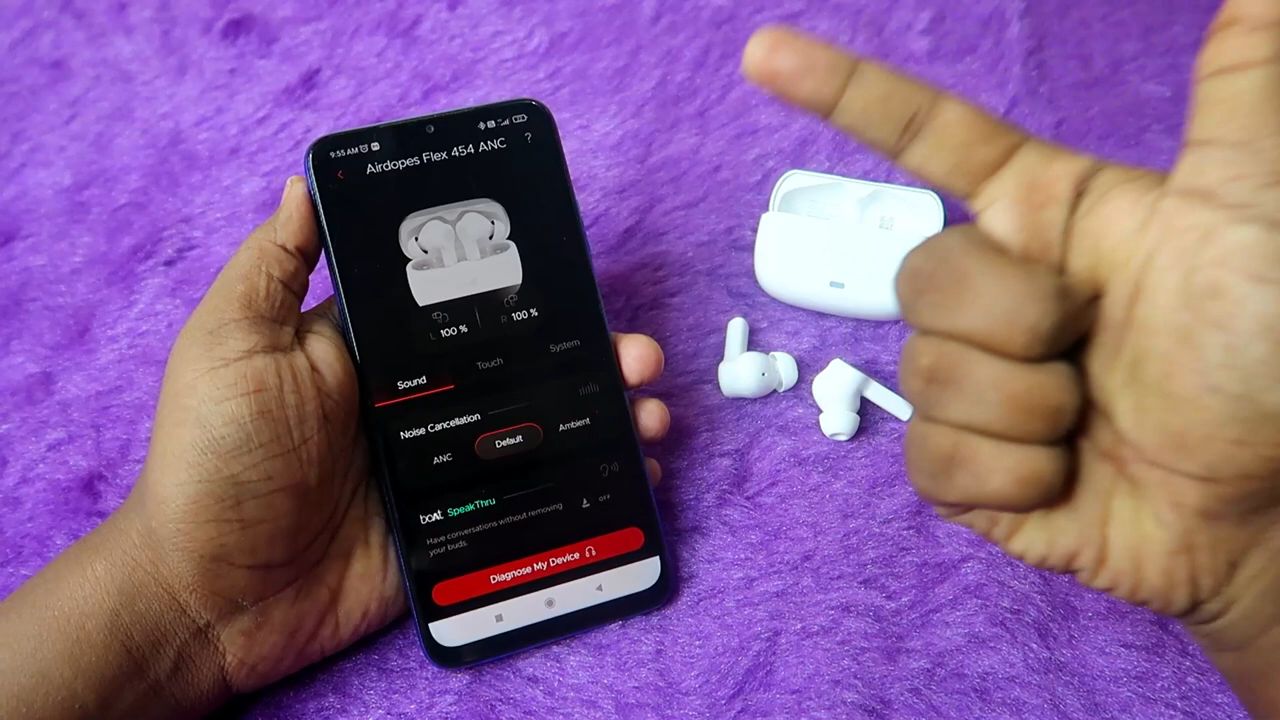 9:55 AM
Airdopes Flex 454 ANC
?
L 100 %
R 100 %
Sound
Touch
System
Noise Cancellation
ANC
Default
Ambient
boAt SpeakThru
OFF
Have conversations without removing
your buds.
Diagnose My Device